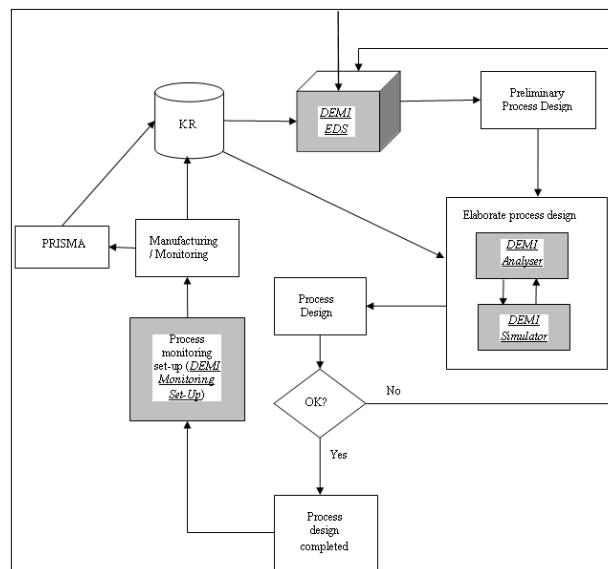 DEMI
EDS
Preliminary
Process Design
KR
Elaborate process design
DEMI
Analyser
DEMI
Simulator
PRISMA
Manufacturing
/ Monitoring
Process
Design
Process
monitoring
set-up (DEMI
Monitoring
Set-Up)
OK?
No
Yes
Process
design
completed